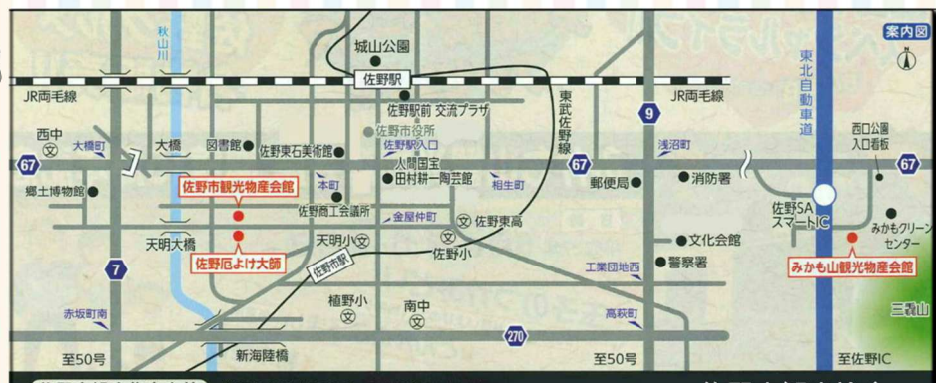 案内図
N
秋山川
城山公園
佐野駅
JR両毛線
東武佐野線
JR両毛線
東北自動車道
佐野駅前 交流プラザ
佐野市役所
佐野駅入口
9
西中
文
大橋町
大橋
図書館
佐野東石美術館
浅沼町
西口公園
入口看板
67
67
67
人間国宝
田村耕一陶芸館
相生町
郵便局
消防署
郷土博物館
佐野市観光物産会館
本町
佐野商工会議所
金屋仲町
文
佐野東高
佐野SA
スマートIC
みかもクリーン
センター
天明大橋
佐野厄よけ大師
天明小
文
文
佐野小
文化会館
みかも山観光物産会館
7
佐野市駅
工業団地西
警察署
植野小
文
南中
文
三毳山
赤坂町南
高萩町
270
至50号
新海陸橋
至50号
至佐野IC